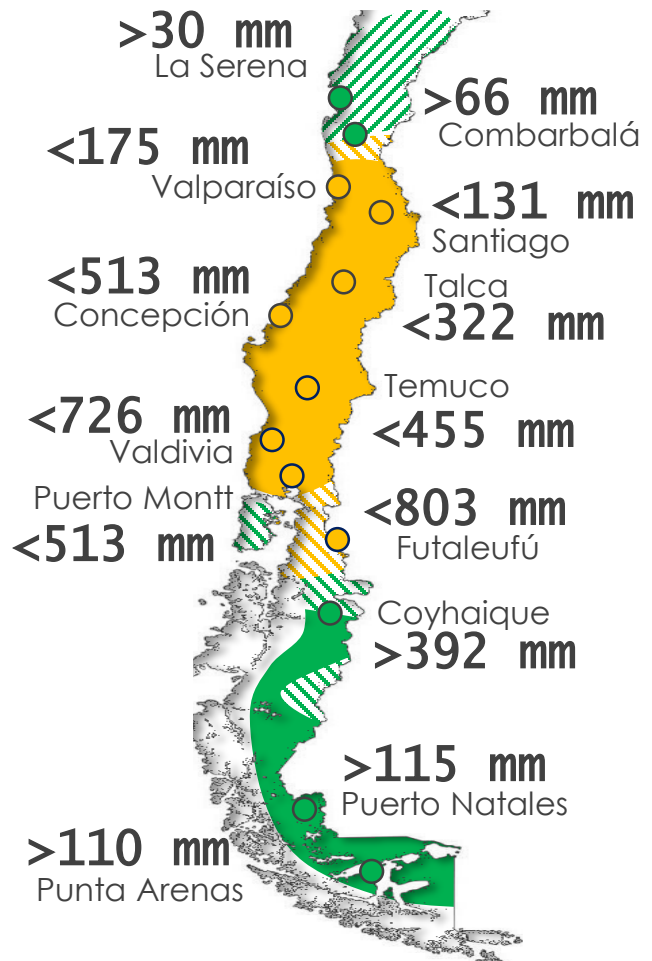 >30 mm
La Serena
>66 mm
Combarbalá
<175 mm
Valparaíso
<131 mm
Santiago
<513 mm
Concepción
Talca
<322 mm
Temuco
<455 mm
<726 mm
Valdivia
Puerto Montt
<513 mm
<803 mm
Futaleufú
Coyhaique
>392 mm
>115 mm
Puerto Natales
>110 mm
Punta Arenas